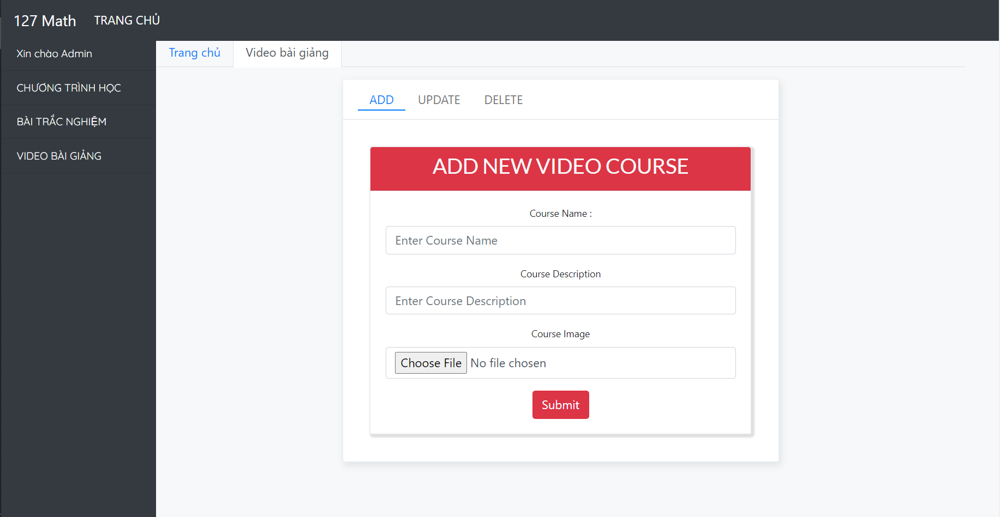 127 Math TRANG CHỦ
Xin chào Admin
CHƯƠNG TRÌNH HỌC
BÀI TRẮC NGHIỆM
VIDEO BÀI GIẢNG
Trang chủ Video bài giảng
ADD UPDATE DELETE
ADD NEW VIDEO COURSE
Course Name :
Enter Course Name
Course Description
Enter Course Description
Course Image
Choose File No file chosen
Submit